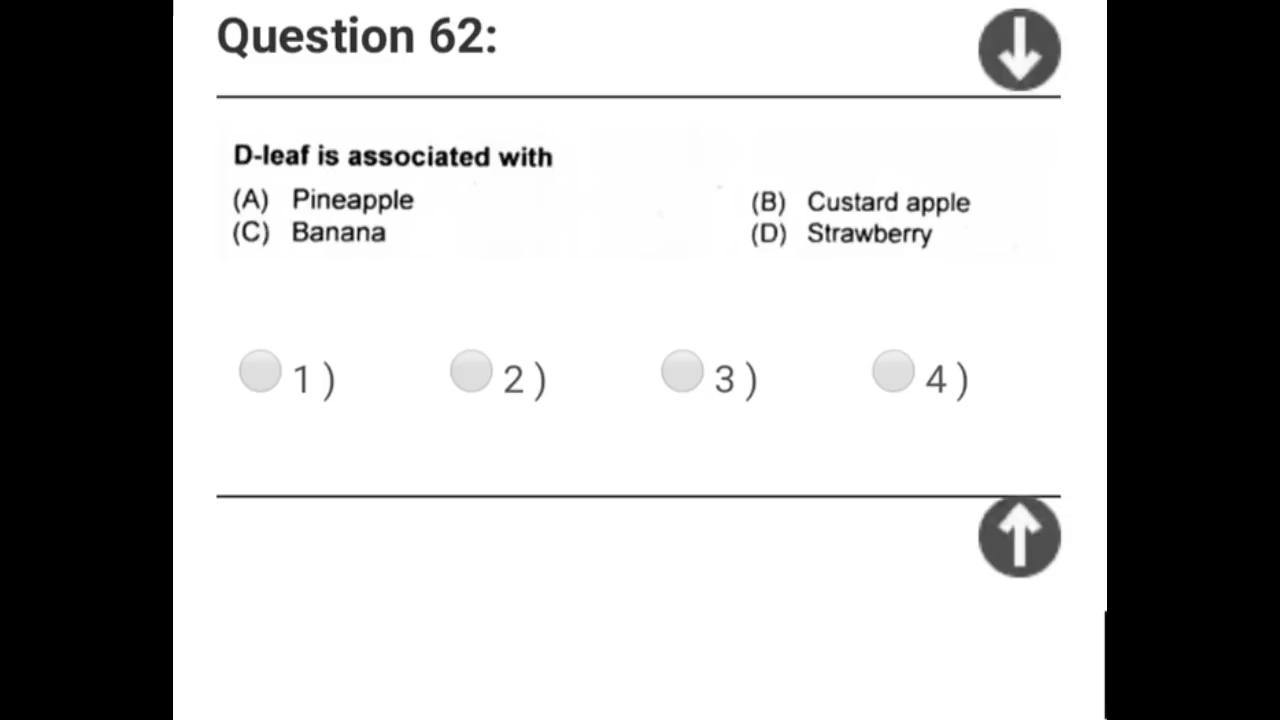 Question 62:
D-leaf is associated with
(A) Pineapple (B) Custard apple
(C) Banana (D) Strawberry
1 ) 2 ) 3 ) 4 )